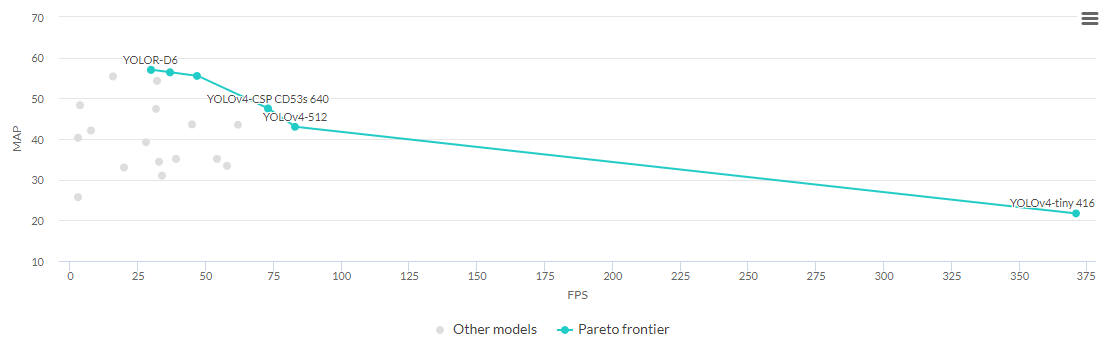 70
60
50
40
30
20
10
MAP
YOLOR-D6
YOLOv4-CSP CD53s 640
YOLOv4-512
YOLOv4-tiny 416
0 25 50 75 100 125 150 175 200 225 250 275 300 325 350 375
FPS
Other models Pareto frontier